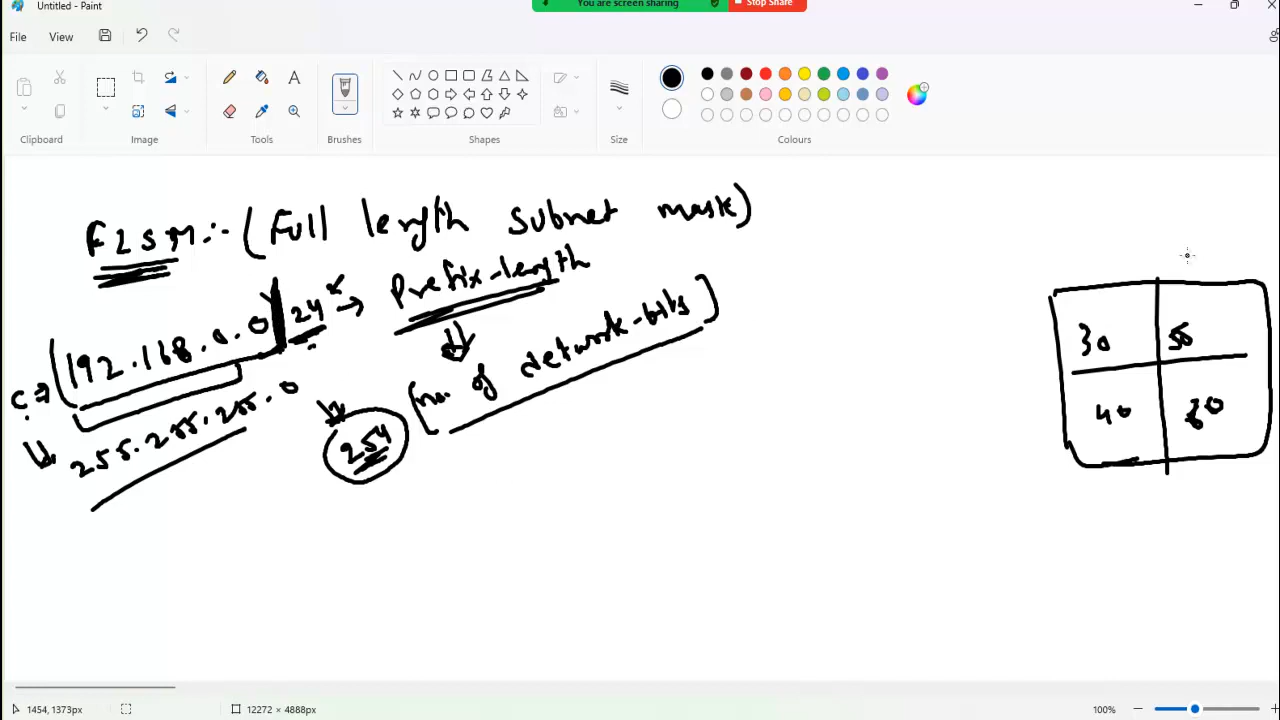 Untitled - Paint
You are screen sharing
Stop Share
File View
Clipboard Image Tools Brushes Shapes Size Colours
FLSM :- (Full length subnet mask)
192.168.0.0/24 → Prefix-length
(no. of network-bits)
C ⇒
255.255.255.0
254
30 50
40 60
1454, 1373px
12272 × 4888px
100%